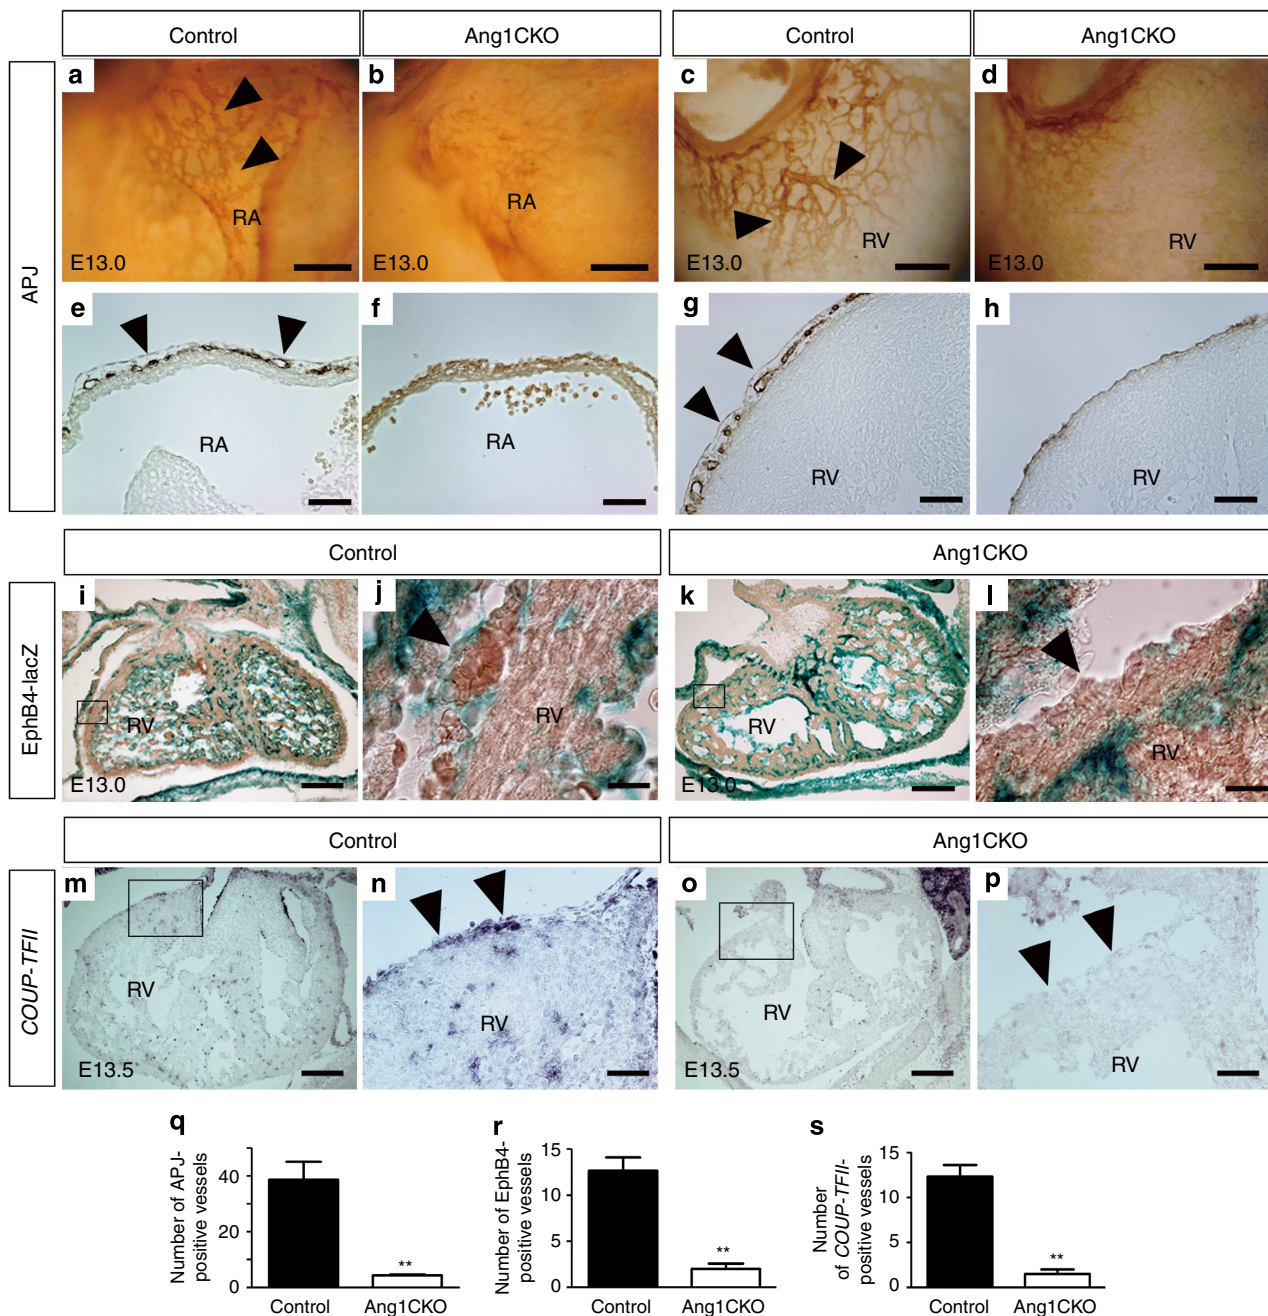 Control
Ang1CKO
Control
Ang1CKO
APJ
a
RA
E13.0
b
RA
E13.0
c
RV
E13.0
d
RV
E13.0
e
RA
f
RA
g
RV
h
RV
Control
Ang1CKO
EphB4-lacZ
i
RV
E13.0
j
RV
k
RV
E13.0
l
RV
Control
Ang1CKO
COUP-TFII
m
RV
E13.5
n
RV
o
RV
E13.5
p
RV
q
Number of APJ-
positive vessels
40
20
0
**
Control
Ang1CKO
r
Number of EphB4-
positive vessels
15
10
5
0
**
Control
Ang1CKO
s
Number
of COUP-TFII-
positive vessels
15
10
5
0
**
Control
Ang1CKO